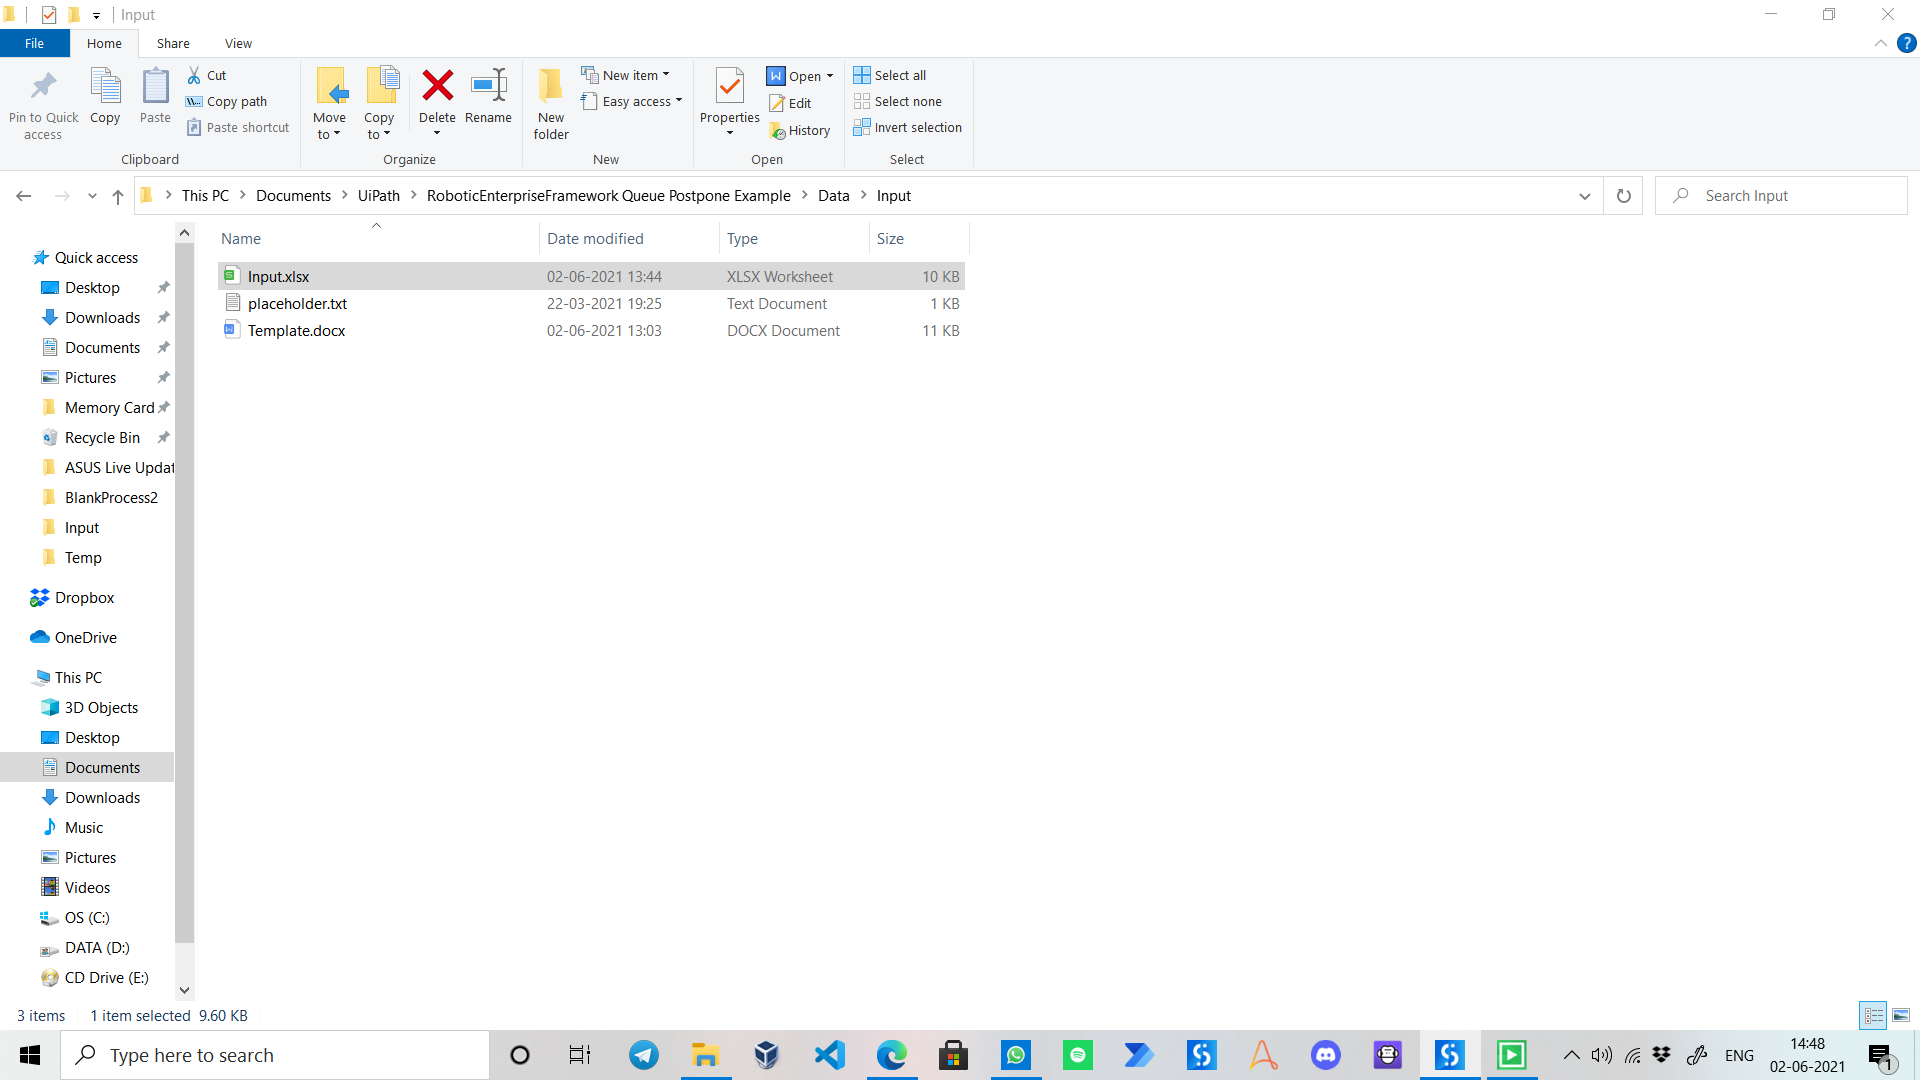 Input
File Home Share View
Pin to Quick access
Copy
Paste
Cut
Copy path
Paste shortcut
Clipboard
Move to
Copy to
Delete
Rename
Organize
New folder
New item
Easy access
New
Properties
Open
Edit
History
Open
Select all
Select none
Invert selection
Select
This PC Documents UiPath RoboticEnterpriseFramework Queue Postpone Example Data Input
Search Input
Name Date modified Type Size
Input.xlsx 02-06-2021 13:44 XLSX Worksheet 10 KB
placeholder.txt 22-03-2021 19:25 Text Document 1 KB
Template.docx 02-06-2021 13:03 DOCX Document 11 KB
Quick access
Desktop
Downloads
Documents
Pictures
Memory Card
Recycle Bin
ASUS Live Updat
BlankProcess2
Input
Temp
Dropbox
OneDrive
This PC
3D Objects
Desktop
Documents
Downloads
Music
Pictures
Videos
OS (C:)
DATA (D:)
CD Drive (E:)
3 items 1 item selected 9.60 KB
Type here to search
ENG
14:48
02-06-2021
1